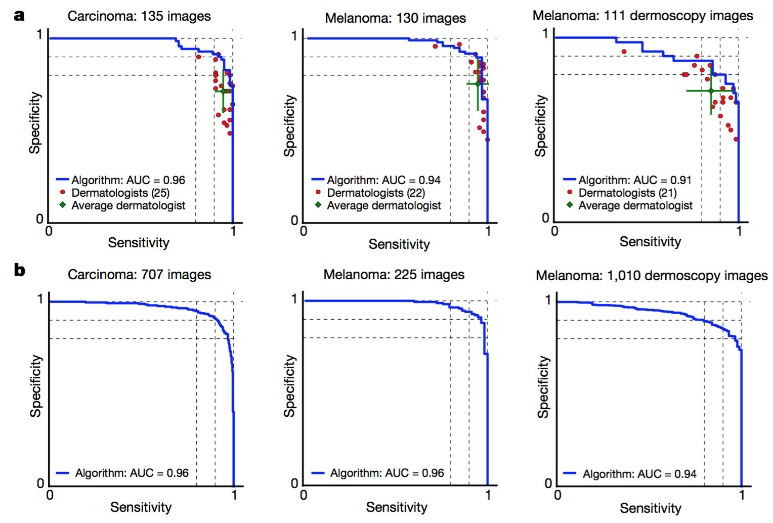 a
Carcinoma: 135 images
1
Specificity
Algorithm: AUC = 0.96
Dermatologists (25)
Average dermatologist
0
0
1
Sensitivity
Melanoma: 130 images
1
Specificity
Algorithm: AUC = 0.94
Dermatologists (22)
Average dermatologist
0
0
1
Sensitivity
Melanoma: 111 dermoscopy images
1
Specificity
Algorithm: AUC = 0.91
Dermatologists (21)
Average dermatologist
0
0
1
Sensitivity
b
Carcinoma: 707 images
1
Specificity
Algorithm: AUC = 0.96
0
0
1
Sensitivity
Melanoma: 225 images
1
Specificity
Algorithm: AUC = 0.96
0
0
1
Sensitivity
Melanoma: 1,010 dermoscopy images
1
Specificity
Algorithm: AUC = 0.94
0
0
1
Sensitivity